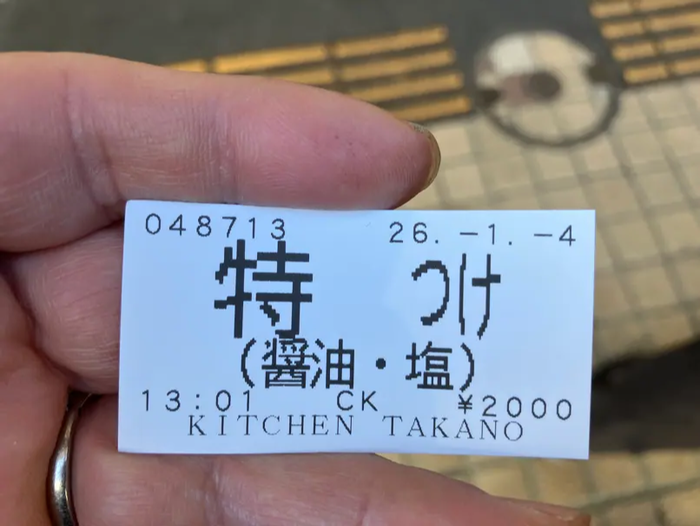 048713 26.-1.-4
特 つけ
(醤油・塩)
13:01 CK ¥2000
KITCHEN TAKANO